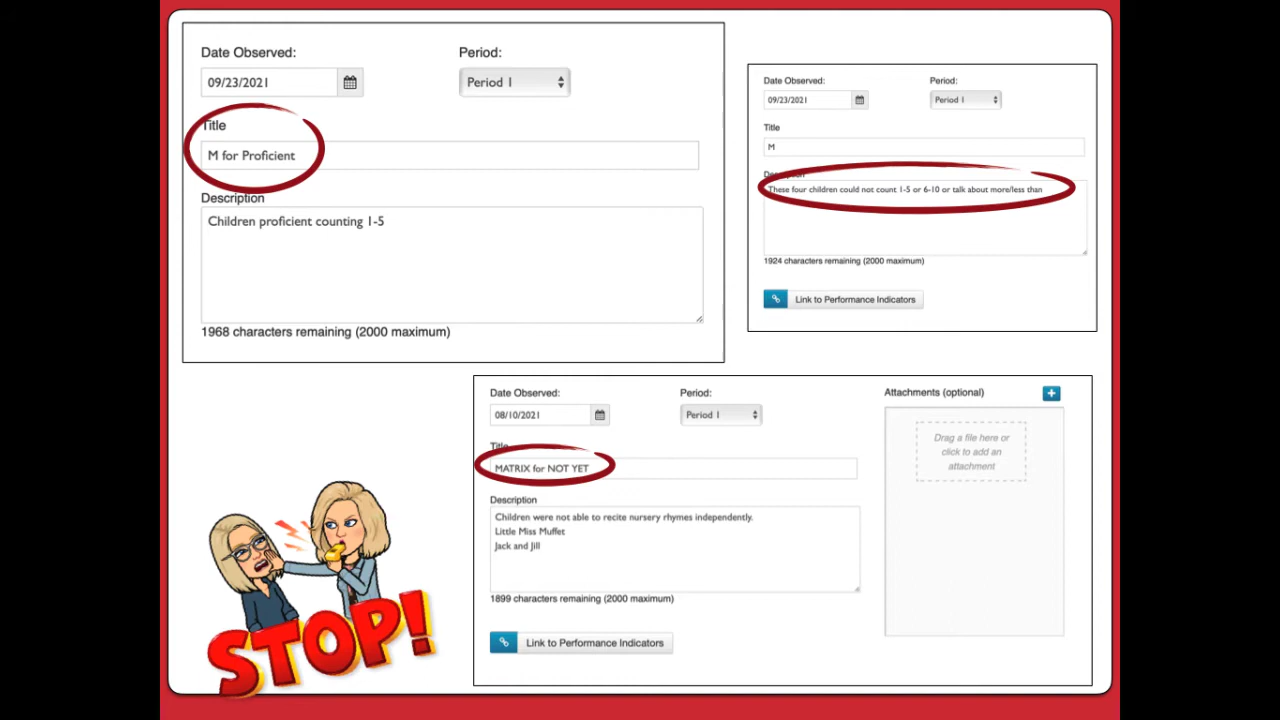 Date Observed:
Period:
09/23/2021
Period 1
Title
M for Proficient
Description
Children proficient counting 1-5
1968 characters remaining (2000 maximum)
Date Observed:
Period:
09/23/2021
Period 1
Title
M
Description
These four children could not count 1-5 or 6-10 or talk about more/less than
1924 characters remaining (2000 maximum)
Link to Performance Indicators
Date Observed:
Period:
Attachments (optional)
08/10/2021
Period 1
Drag a file here or
click to add an
attachment
Title
MATRIX for NOT YET
Description
Children were not able to recite nursery rhymes independently.
Little Miss Muffet
Jack and Jill
1899 characters remaining (2000 maximum)
Link to Performance Indicators
STOP!